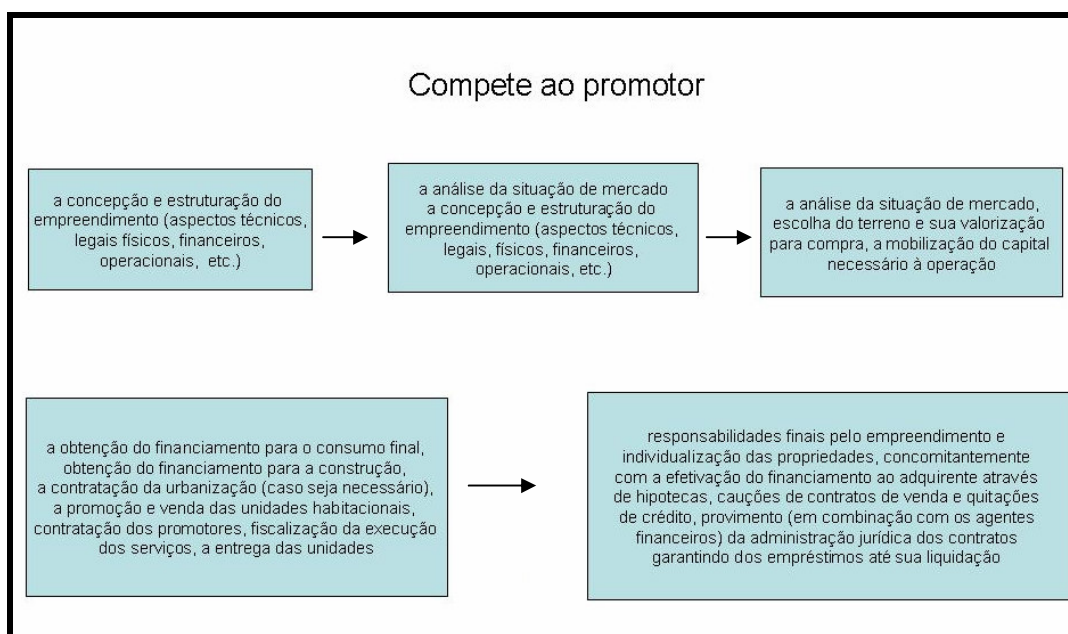 Compete ao promotor
a concepção e estruturação do
empreendimento (aspectos técnicos,
legais físicos, financeiros,
operacionais, etc.)
a análise da situação de mercado
a concepção e estruturação do
empreendimento (aspectos técnicos,
legais, físicos, financeiros,
operacionais, etc.)
a análise da situação de mercado,
escolha do terreno e sua valorização
para compra, a mobilização do capital
necessário à operação
a obtenção do financiamento para o consumo final,
obtenção do financiamento para a construção,
a contratação da urbanização (caso seja necessário),
a promoção e venda das unidades habitacionais,
contratação dos promotores, fiscalização da execução
dos serviços, a entrega das unidades
responsabilidades finais pelo empreendimento e
individualização das propriedades, concomitantemente
com a efetivação do financiamento ao adquirente através
de hipotecas, cauções de contratos de venda e quitações
de crédito, provimento (em combinação com os agentes
financeiros) da administração jurídica dos contratos
garantindo dos empréstimos até sua liquidação